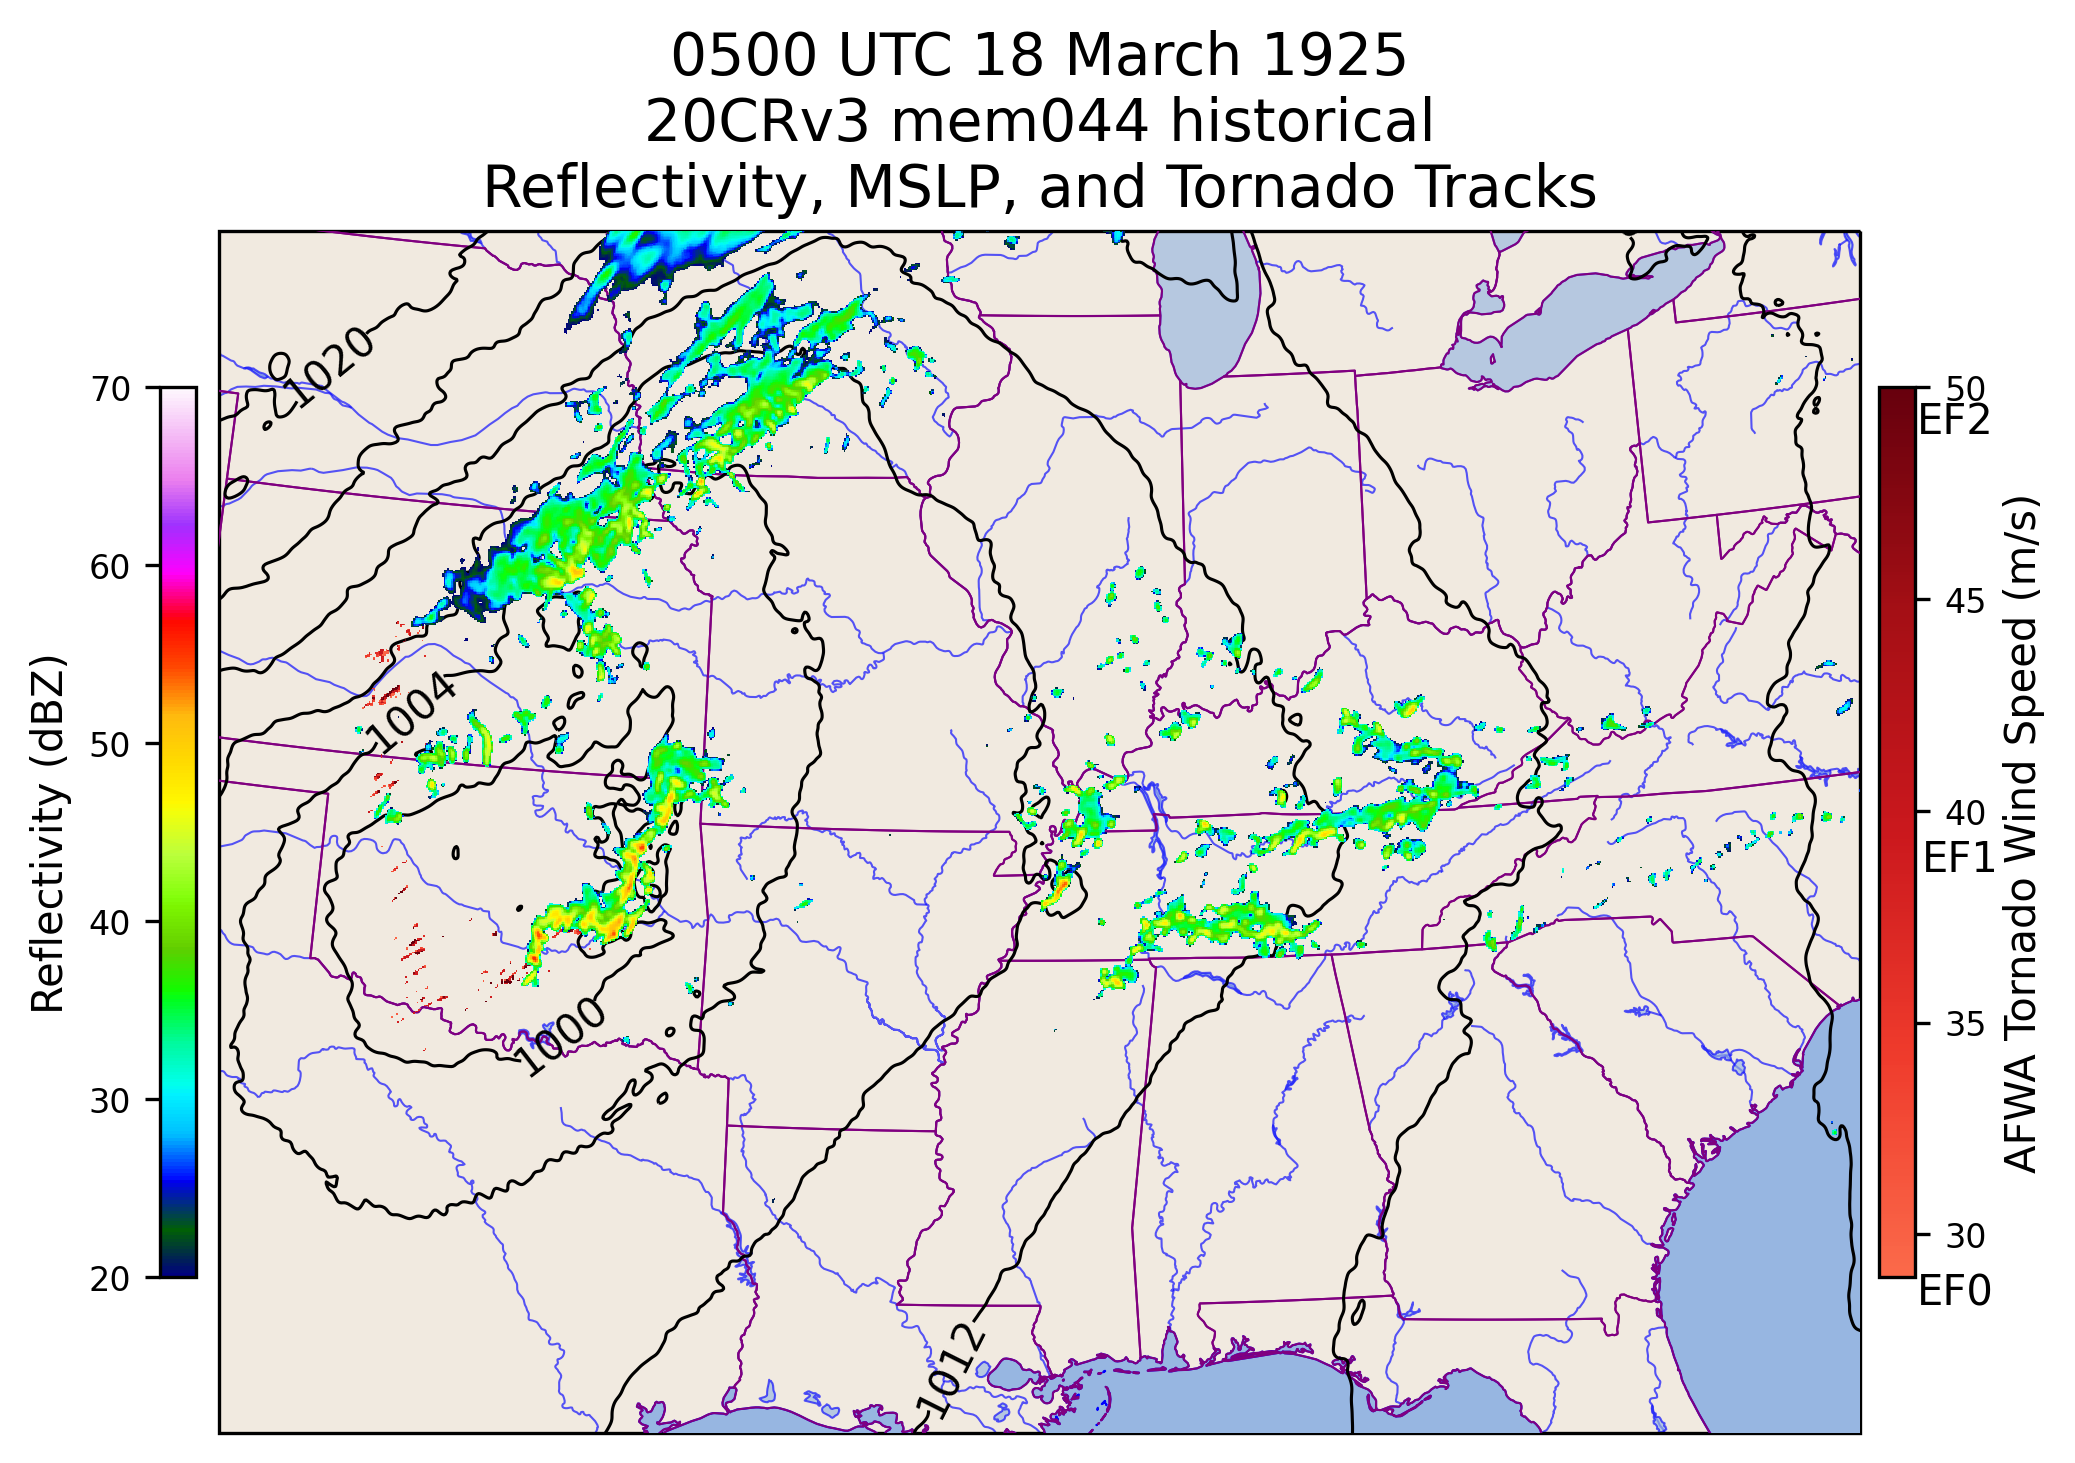 0500 UTC 18 March 1925
20CRv3 mem044 historical
Reflectivity, MSLP, and Tornado Tracks
Reflectivity (dBZ)
70
60
50
40
30
20
1020
1004
1000
1012
50
EF2
45
40
EF1
35
30
EF0
AFWA Tornado Wind Speed (m/s)